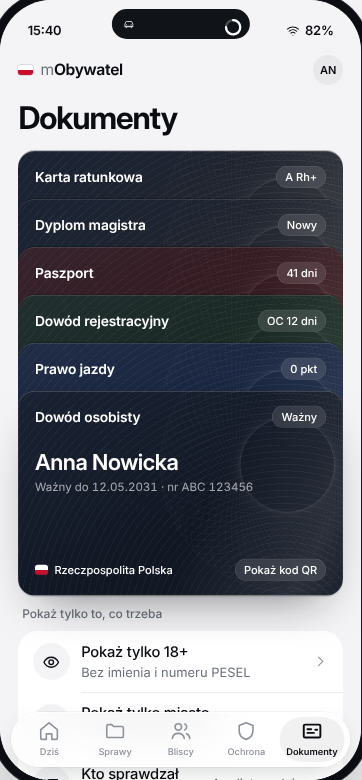 15:40
82%
mObywatel
AN
Dokumenty
Karta ratunkowa
A Rh+
Dyplom magistra
Nowy
Paszport
41 dni
Dowód rejestracyjny
OC 12 dni
Prawo jazdy
0 pkt
Dowód osobisty
Ważny
Anna Nowicka
Ważny do 12.05.2031 · nr ABC 123456
Rzeczpospolita Polska
Pokaż kod QR
Pokaż tylko to, co trzeba
Pokaż tylko 18+
Bez imienia i numeru PESEL
Pokaż tylko miasto
Dziś
Sprawy
Bliscy
Ochrona
Dokumenty
Kto sprawdzał